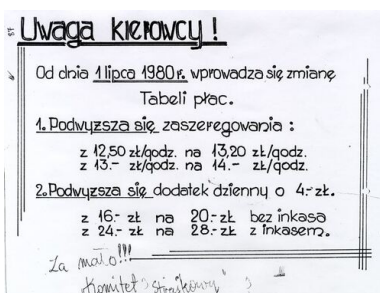 Uwaga kierowcy!
Od dnia 1 lipca 1980 r. wprowadza się zmianę
Tabeli płac.
1. Podwyższa się zaszeregowania :
z 12,50 zł/godz. na 13,20 zł/godz.
z 13.- zł/godz. na 14.- zł/godz.
2. Podwyższa się dodatek dzienny o 4.- zł.
z 16.- zł na 20.- zł bez inkasa
z 24.- zł na 28.- zł z inkasem.
Za mało!!!
Komitet "Strajkowy" ?